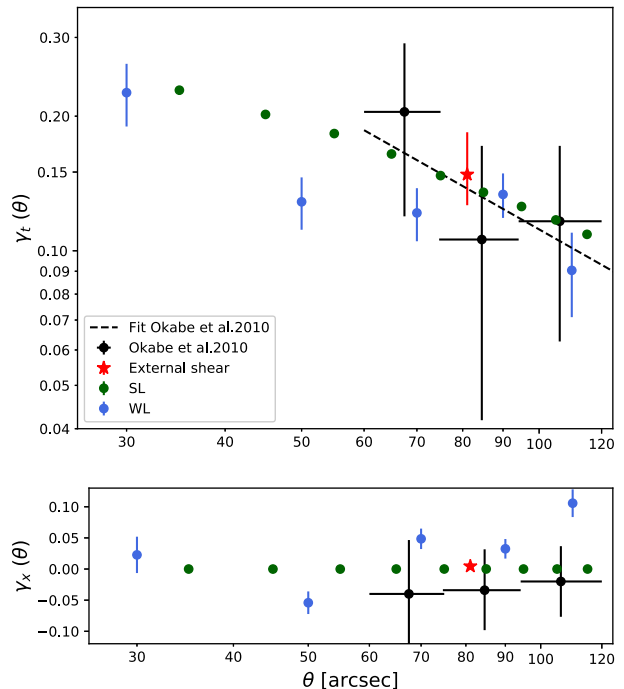 0.30
0.20
0.15
0.10
0.09
0.08
0.07
0.06
0.05
0.04
γt (θ)
Fit Okabe et al.2010
Okabe et al.2010
External shear
SL
WL
30 40 50 60 70 80 90 100 120
0.10
0.05
0.00
−0.05
−0.10
γx (θ)
30 40 50 60 70 80 90 100 120
θ [arcsec]